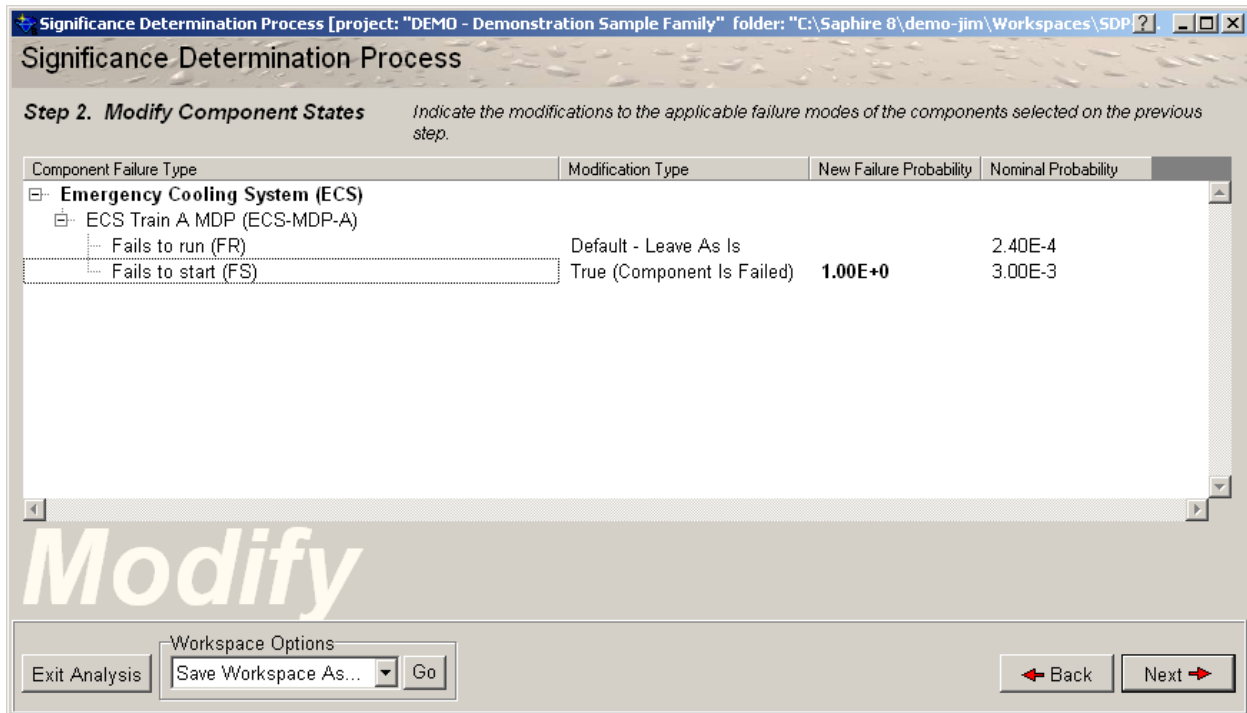 Significance Determination Process [project: "DEMO - Demonstration Sample Family" folder: "C:\Saphire 8\demo-jim\Workspaces\SDP
Significance Determination Process
Step 2. Modify Component States
Indicate the modifications to the applicable failure modes of the components selected on the previous
step.
Component Failure Type Modification Type New Failure Probability Nominal Probability
Emergency Cooling System (ECS)
ECS Train A MDP (ECS-MDP-A)
Fails to run (FR) Default - Leave As Is 2.40E-4
Fails to start (FS) True (Component Is Failed) 1.00E+0 3.00E-3
Modify
Workspace Options
Exit Analysis Save Workspace As... Go Back Next